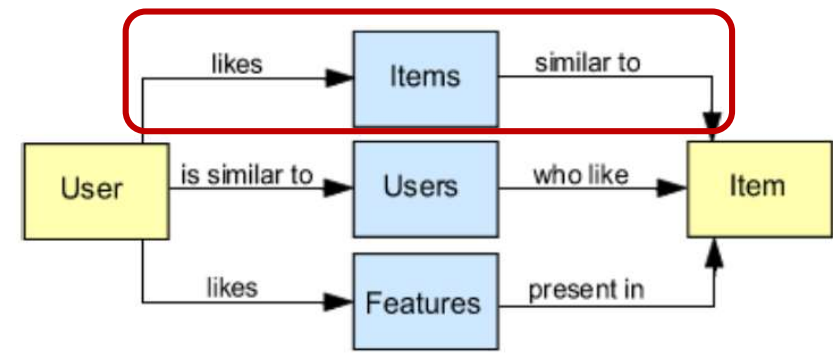 likes
Items
similar to
User
is similar to
Users
who like
Item
likes
Features
present in